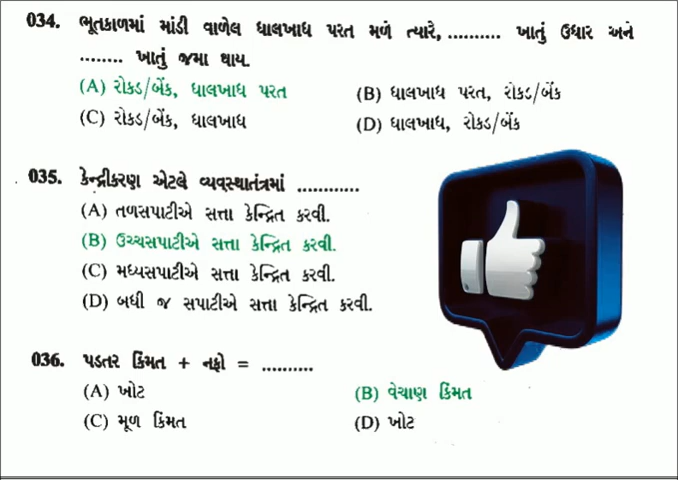 034. ભૂતકાળમાં માંડી વાળેલ ઘાલખાધ પરત મળે ત્યારે, .......... ખાતું ઉધાર અને
........ ખાતું જમા થાય.
(A) રોકડ/બેંક, ઘાલખાધ પરત (B) ઘાલખાધ પરત, રોકડ/બેંક
(C) રોકડ/બેંક, ઘાલખાધ (D) ઘાલખાધ, રોકડ/બેંક
035. કેન્દ્રીકરણ એટલે વ્યવસ્થાતંત્રમાં ............
(A) તળસપાટીએ સત્તા કેન્દ્રિત કરવી.
(B) ઉચ્ચસપાટીએ સત્તા કેન્દ્રિત કરવી.
(C) મધ્યસપાટીએ સત્તા કેન્દ્રિત કરવી.
(D) બધી જ સપાટીએ સત્તા કેન્દ્રિત કરવી.
036. પડતર કિંમત + નફો = ..........
(A) ખોટ (B) વેચાણ કિંમત
(C) મૂળ કિંમત (D) ખોટ